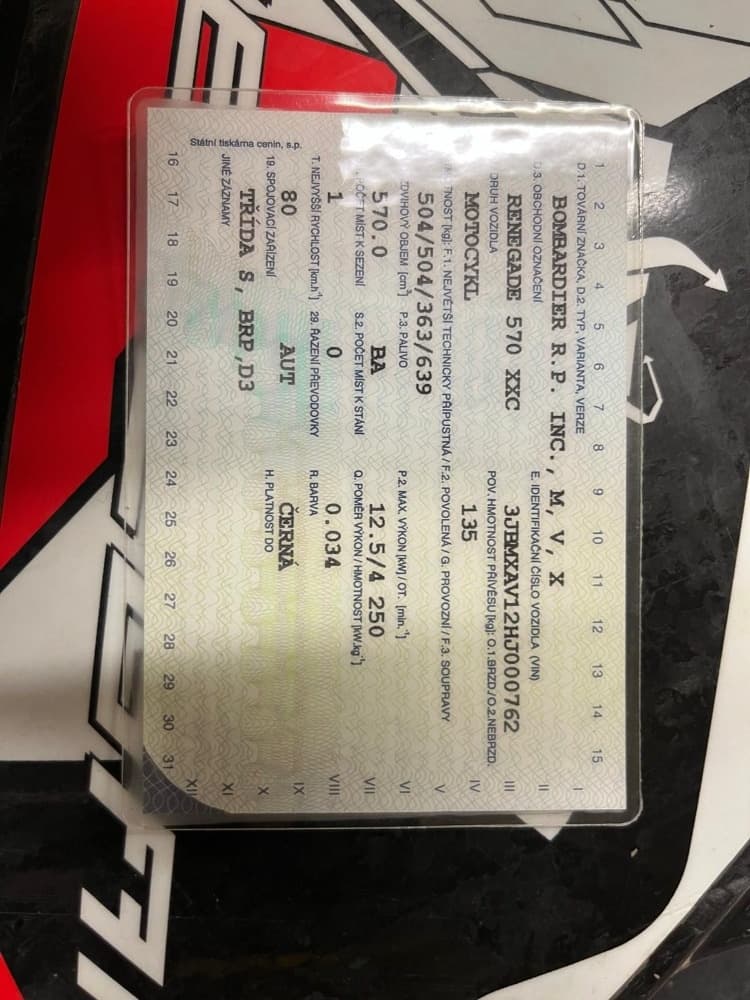 1 2 3 4 5 6 7 8 9 10 11 12 13 14 15
D 1. TOVÁRNÍ ZNAČKA, D.2. TYP, VARIANTA, VERZE
I
BOMBARDIER R.P. INC., M, V, X
D.3. OBCHODNÍ OZNAČENÍ E. IDENTIFIKAČNÍ ČÍSLO VOZIDLA (VIN)
II
RENEGADE 570 XXC 3JBMXAV12HJ000762
III
DRUH VOZIDLA POV. HMOTNOST PŘÍVĚSU [kg]: O.1.BRZD./O.2.NEBRZD.
MOTOCYKL 135
IV
TNOST [kg]: F.1. NEJVĚTŠÍ TECHNICKY PŘÍPUSTNÁ / F.2. POVOLENÁ / G. PROVOZNÍ / F.3. SOUPRAVY
V
504/504/363/639
ZDVIHOVÝ OBJEM [cm³] P.3. PALIVO P.2. MAX. VÝKON [kW] / OT. [min.⁻¹]
VI
570.0 BA 12.5/4 250
VII
POČET MÍST K SEZENÍ S.2. POČET MÍST K STÁNÍ Q. POMĚR VÝKON / HMOTNOST [kW.kg⁻¹]
1 0 0.034
VIII
T. NEJVYŠŠÍ RYCHLOST [km.h⁻¹] 29. ŘAZENÍ PŘEVODOVKY R. BARVA
80 AUT ČERNÁ
IX
19. SPOJOVACÍ ZAŘÍZENÍ H. PLATNOST DO
X
TŘÍDA S, BRP ,D3
XI
JINÉ ZÁZNAMY
XII
Státní tiskárna cenin, s.p.
16 17 18 19 20 21 22 23 24 25 26 27 28 29 30 31